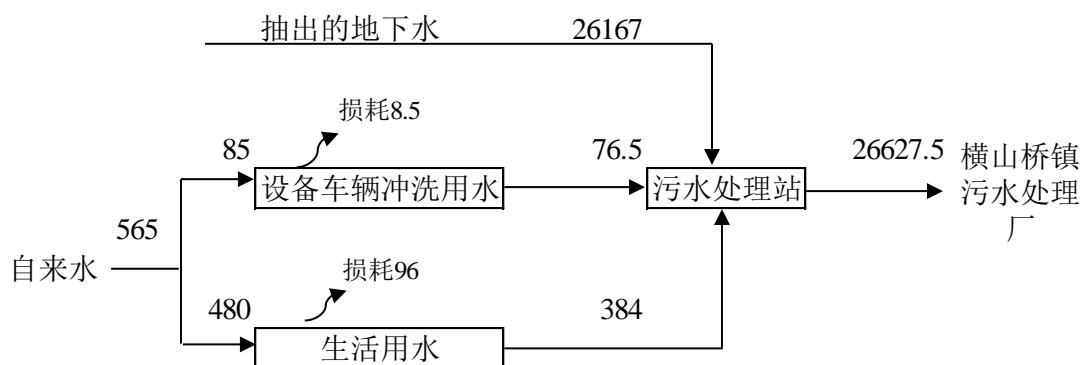 抽出的地下水 26167
损耗8.5
85 76.5 26627.5
设备车辆冲洗用水 污水处理站 横山桥镇
污水处理
厂
565
自来水
损耗96
480 384
生活用水